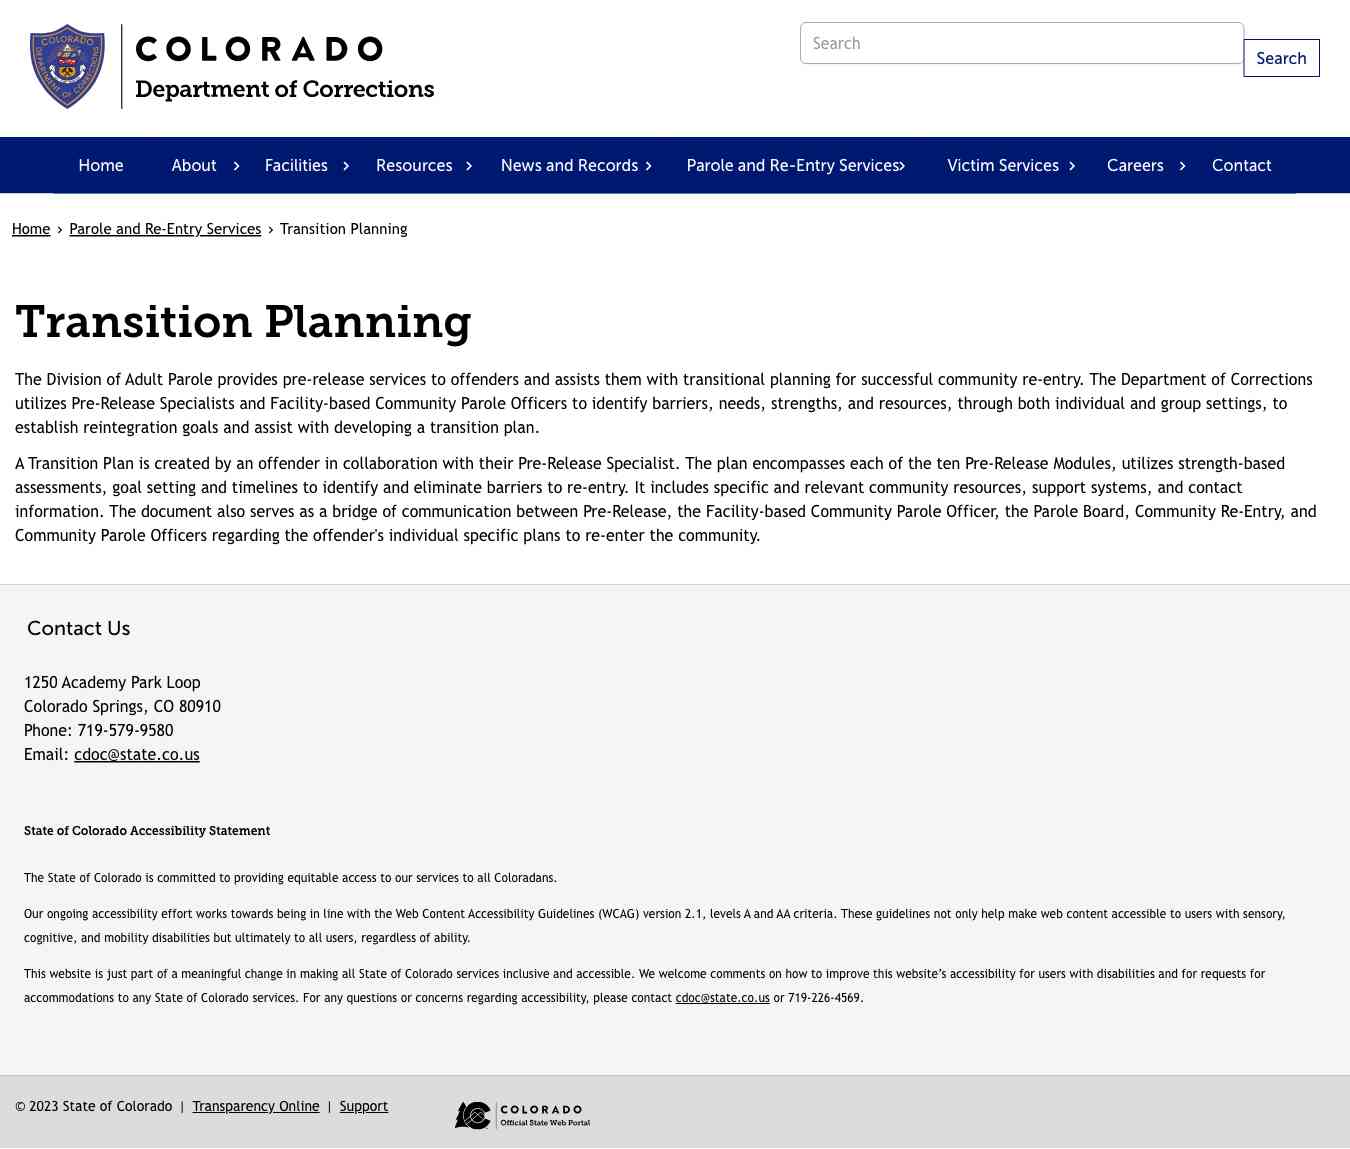 COLORADO
Department of Corrections
Search
Search
Home About Facilities Resources News and Records Parole and Re-Entry Services Victim Services Careers Contact
Home › Parole and Re-Entry Services › Transition Planning
Transition Planning
The Division of Adult Parole provides pre-release services to offenders and assists them with transitional planning for successful community re-entry. The Department of Corrections
utilizes Pre-Release Specialists and Facility-based Community Parole Officers to identify barriers, needs, strengths, and resources, through both individual and group settings, to
establish reintegration goals and assist with developing a transition plan.
A Transition Plan is created by an offender in collaboration with their Pre-Release Specialist. The plan encompasses each of the ten Pre-Release Modules, utilizes strength-based
assessments, goal setting and timelines to identify and eliminate barriers to re-entry. It includes specific and relevant community resources, support systems, and contact
information. The document also serves as a bridge of communication between Pre-Release, the Facility-based Community Parole Officer, the Parole Board, Community Re-Entry, and
Community Parole Officers regarding the offender's individual specific plans to re-enter the community.
Contact Us
1250 Academy Park Loop
Colorado Springs, CO 80910
Phone: 719-579-9580
Email: cdoc@state.co.us
State of Colorado Accessibility Statement
The State of Colorado is committed to providing equitable access to our services to all Coloradans.
Our ongoing accessibility effort works towards being in line with the Web Content Accessibility Guidelines (WCAG) version 2.1, levels A and AA criteria. These guidelines not only help make web content accessible to users with sensory,
cognitive, and mobility disabilities but ultimately to all users, regardless of ability.
This website is just part of a meaningful change in making all State of Colorado services inclusive and accessible. We welcome comments on how to improve this website’s accessibility for users with disabilities and for requests for
accommodations to any State of Colorado services. For any questions or concerns regarding accessibility, please contact cdoc@state.co.us or 719-226-4569.
© 2023 State of Colorado | Transparency Online | Support
COLORADO
Official State Web Portal